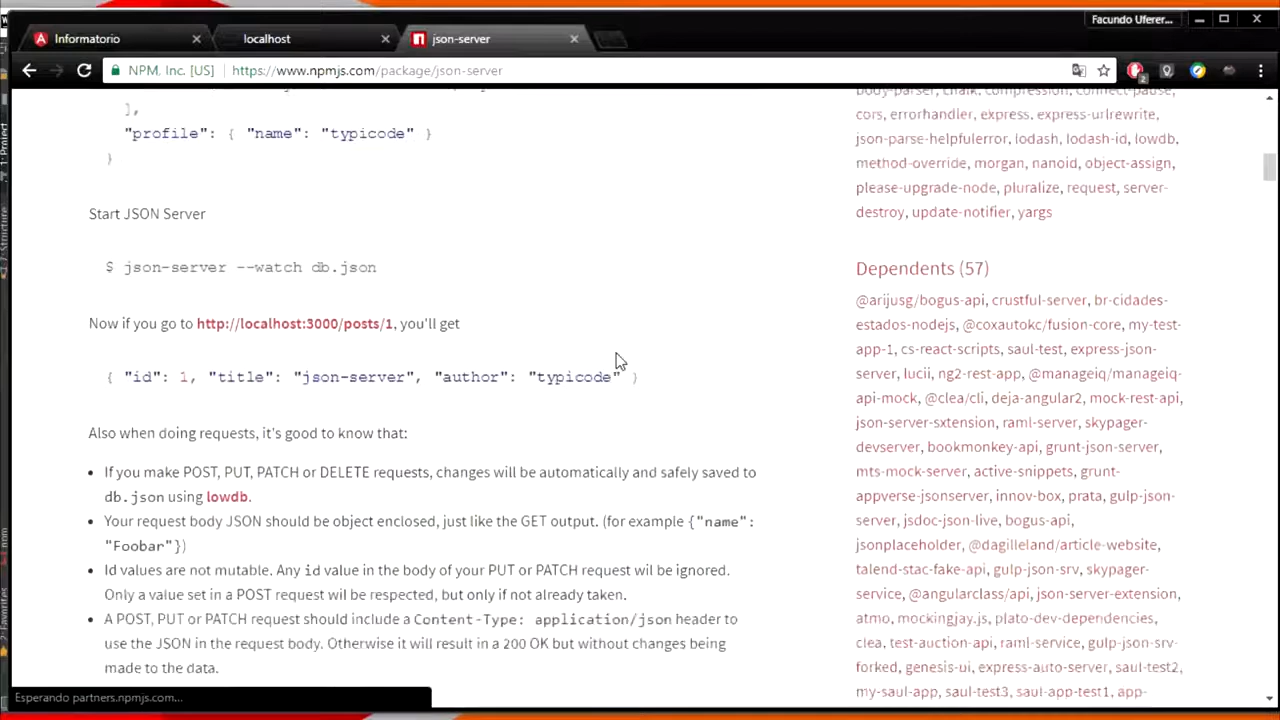 Facundo Uferer...
Informatorio
localhost
json-server
NPM, Inc. [US]
https://www.npmjs.com/package/json-server
],
"profile": { "name": "typicode" }
}
Start JSON Server
$ json-server --watch db.json
Now if you go to http://localhost:3000/posts/1, you'll get
{ "id": 1, "title": "json-server", "author": "typicode" }
Also when doing requests, it's good to know that:
• If you make POST, PUT, PATCH or DELETE requests, changes will be automatically and safely saved to
db.json using lowdb.
• Your request body JSON should be object enclosed, just like the GET output. (for example {"name":
"Foobar"})
• Id values are not mutable. Any id value in the body of your PUT or PATCH request will be ignored.
Only a value set in a POST request will be respected, but only if not already taken.
• A POST, PUT or PATCH request should include a Content-Type: application/json header to
use the JSON in the request body. Otherwise it will result in a 200 OK but without changes being
made to the data.
body-parser, chalk, compression, connect-pause,
cors, errorhandler, express, express-urlrewrite,
json-parse-helpfulerror, lodash, lodash-id, lowdb,
method-override, morgan, nanoid, object-assign,
please-upgrade-node, pluralize, request, server-
destroy, update-notifier, yargs
Dependents (57)
@arijusg/bogus-api, crustful-server, br-cidades-
estados-nodejs, @coxautokc/fusion-core, my-test-
app-1, cs-react-scripts, saul-test, express-json-
server, lucii, ng2-rest-app, @manageiq/manageiq-
api-mock, @clea/cli, deja-angular2, mock-rest-api,
json-server-sxtension, raml-server, skypager-
devserver, bookmonkey-api, grunt-json-server,
mts-mock-server, active-snippets, grunt-
appverse-jsonserver, innov-box, prata, gulp-json-
server, jsdoc-json-live, bogus-api,
jsonplaceholder, @dagilleland/article-website,
talend-stac-fake-api, gulp-json-srv, skypager-
service, @angularclass/api, json-server-extension,
atmo, mockingjay.js, plato-dev-dependencies,
clea, test-auction-api, raml-service, gulp-json-srv-
forked, genesis-ui, express-auto-server, saul-test2,
my-saul-app, saul-test3, saul-app-test1, app-
Esperando partners.npmjs.com...
1: Project
2: Favorites
npm